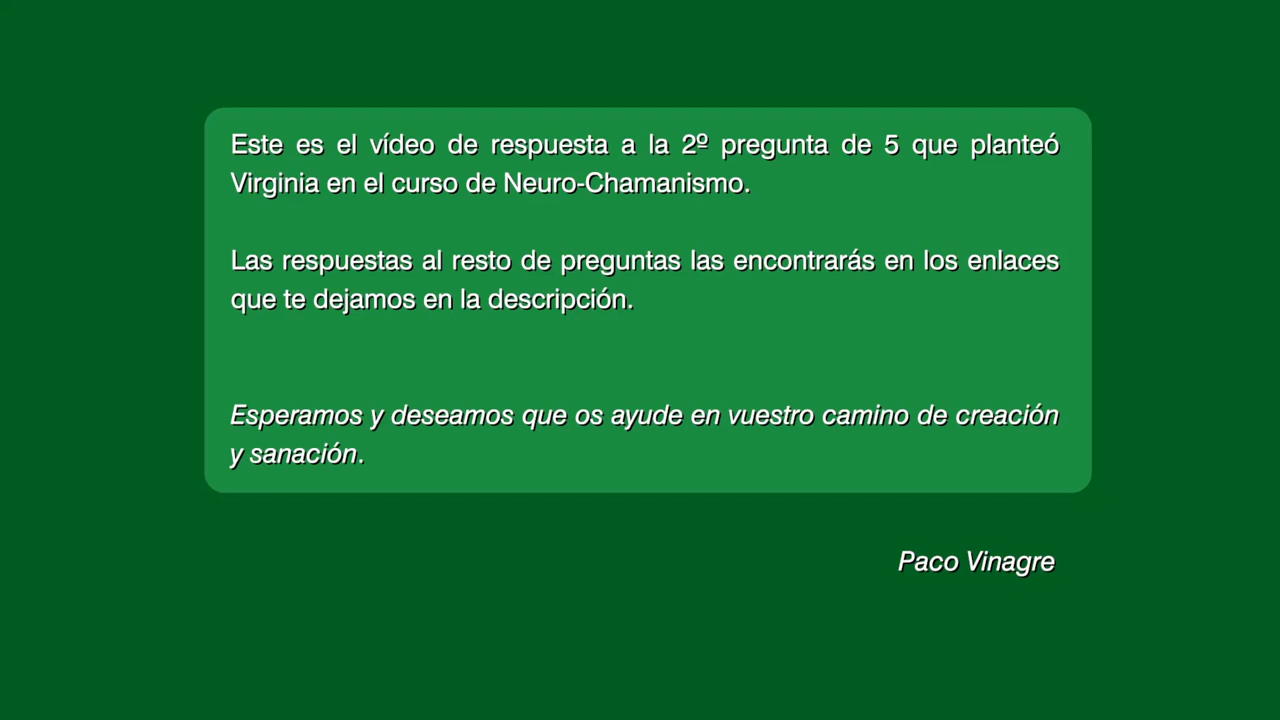 Este es el vídeo de respuesta a la 2º pregunta de 5 que planteó
Virginia en el curso de Neuro-Chamanismo.
Las respuestas al resto de preguntas las encontrarás en los enlaces
que te dejamos en la descripción.
Esperamos y deseamos que os ayude en vuestro camino de creación
y sanación.
Paco Vinagre